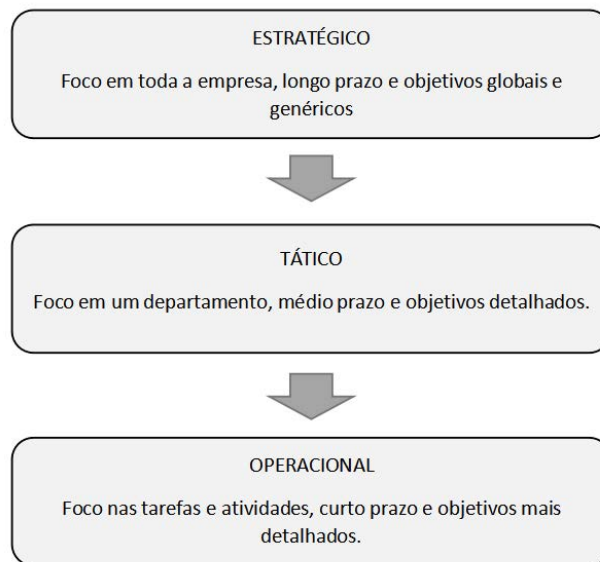 ESTRATÉGICO
Foco em toda a empresa, longo prazo e objetivos globais e
genéricos
TÁTICO
Foco em um departamento, médio prazo e objetivos detalhados.
OPERACIONAL
Foco nas tarefas e atividades, curto prazo e objetivos mais
detalhados.